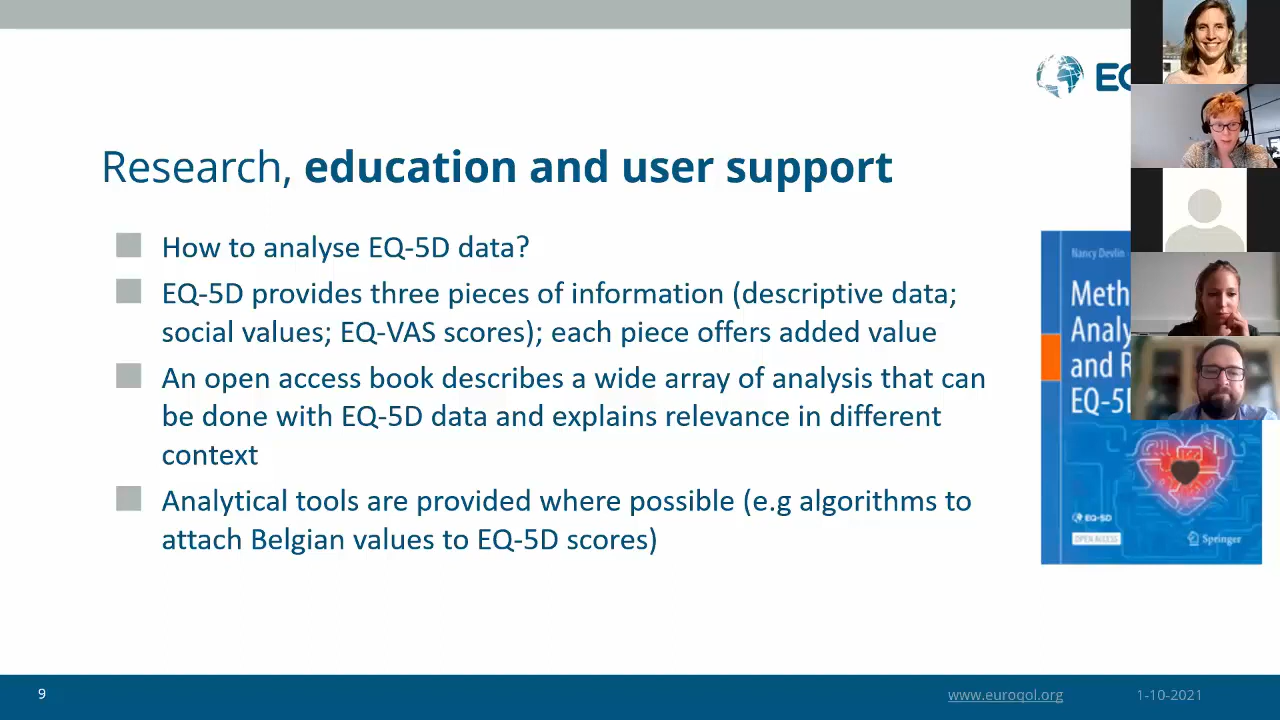 Research, education and user support
How to analyse EQ-5D data?
EQ-5D provides three pieces of information (descriptive data;
social values; EQ-VAS scores); each piece offers added value
An open access book describes a wide array of analysis that can
be done with EQ-5D data and explains relevance in different
context
Analytical tools are provided where possible (e.g algorithms to
attach Belgian values to EQ-5D scores)
Nancy Devlin
Meth
Analy
and R
EQ-5D
EQ-5D
OPEN ACCESS
Springer
9
www.euroqol.org
1-10-2021